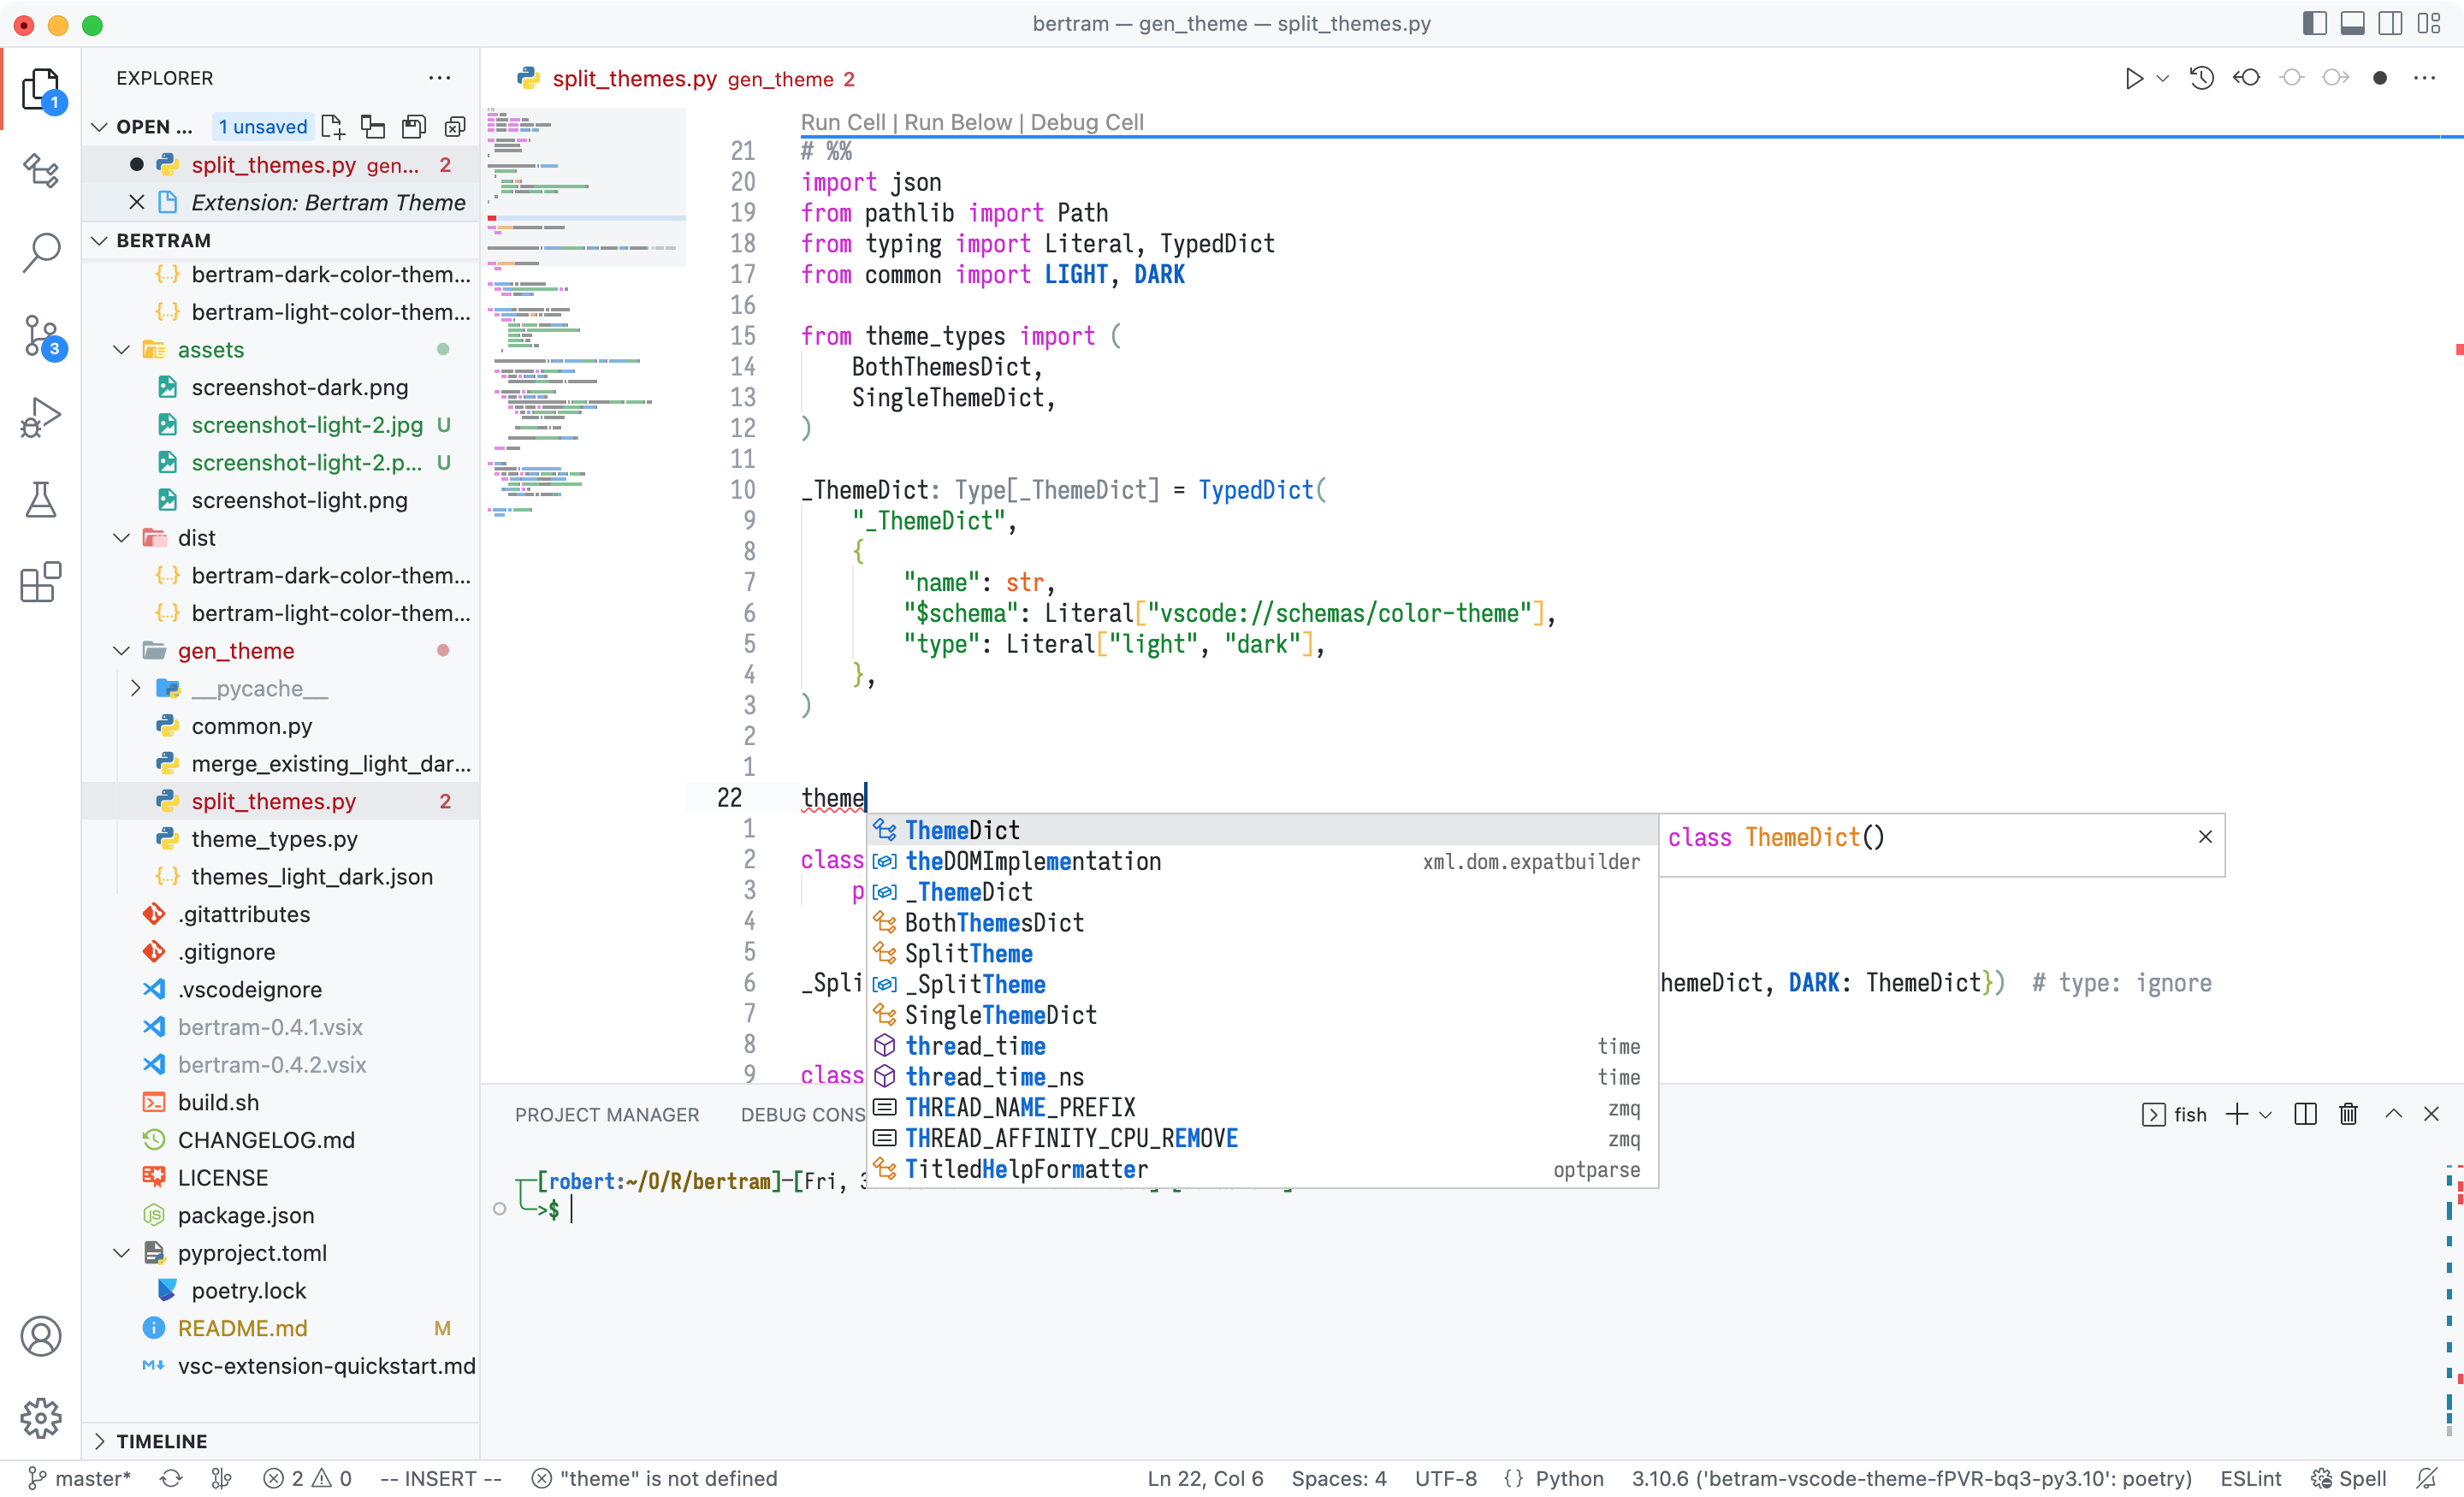 bertram — gen_theme — split_themes.py
EXPLORER
OPEN ... 1 unsaved
split_themes.py gen... 2
Extension: Bertram Theme
BERTRAM
bertram-dark-color-them...
bertram-light-color-them...
assets
screenshot-dark.png
screenshot-light-2.jpg U
screenshot-light-2.p... U
screenshot-light.png
dist
bertram-dark-color-them...
bertram-light-color-them...
gen_theme
__pycache__
common.py
merge_existing_light_dar...
split_themes.py 2
theme_types.py
themes_light_dark.json
.gitattributes
.gitignore
.vscodeignore
bertram-0.4.1.vsix
bertram-0.4.2.vsix
build.sh
CHANGELOG.md
LICENSE
package.json
pyproject.toml
poetry.lock
README.md M
vsc-extension-quickstart.md
TIMELINE
1
3
split_themes.py gen_theme 2
Run Cell | Run Below | Debug Cell
21 # %%
20 import json
19 from pathlib import Path
18 from typing import Literal, TypedDict
17 from common import LIGHT, DARK
16
15 from theme_types import (
14 BothThemesDict,
13 SingleThemeDict,
12 )
11
10 _ThemeDict: Type[_ThemeDict] = TypedDict(
9 "_ThemeDict",
8 {
7 "name": str,
6 "$schema": Literal["vscode://schemas/color-theme"],
5 "type": Literal["light", "dark"],
4 },
3 )
2
1
22 theme
1
2 class
3 p
4
5
6 _Spli hemeDict, DARK: ThemeDict}) # type: ignore
7
8
9 class
ThemeDict
theDOMImplementation xml.dom.expatbuilder
_ThemeDict
BothThemesDict
SplitTheme
_SplitTheme
SingleThemeDict
thread_time time
thread_time_ns time
THREAD_NAME_PREFIX zmq
THREAD_AFFINITY_CPU_REMOVE zmq
TitledHelpFormatter optparse
class ThemeDict()
PROJECT MANAGER DEBUG CONS fish
[robert:~/O/R/bertram]-[Fri,
>$
master* 2 0 -- INSERT -- "theme" is not defined Ln 22, Col 6 Spaces: 4 UTF-8 {} Python 3.10.6 ('betram-vscode-theme-fPVR-bq3-py3.10': poetry) ESLint Spell